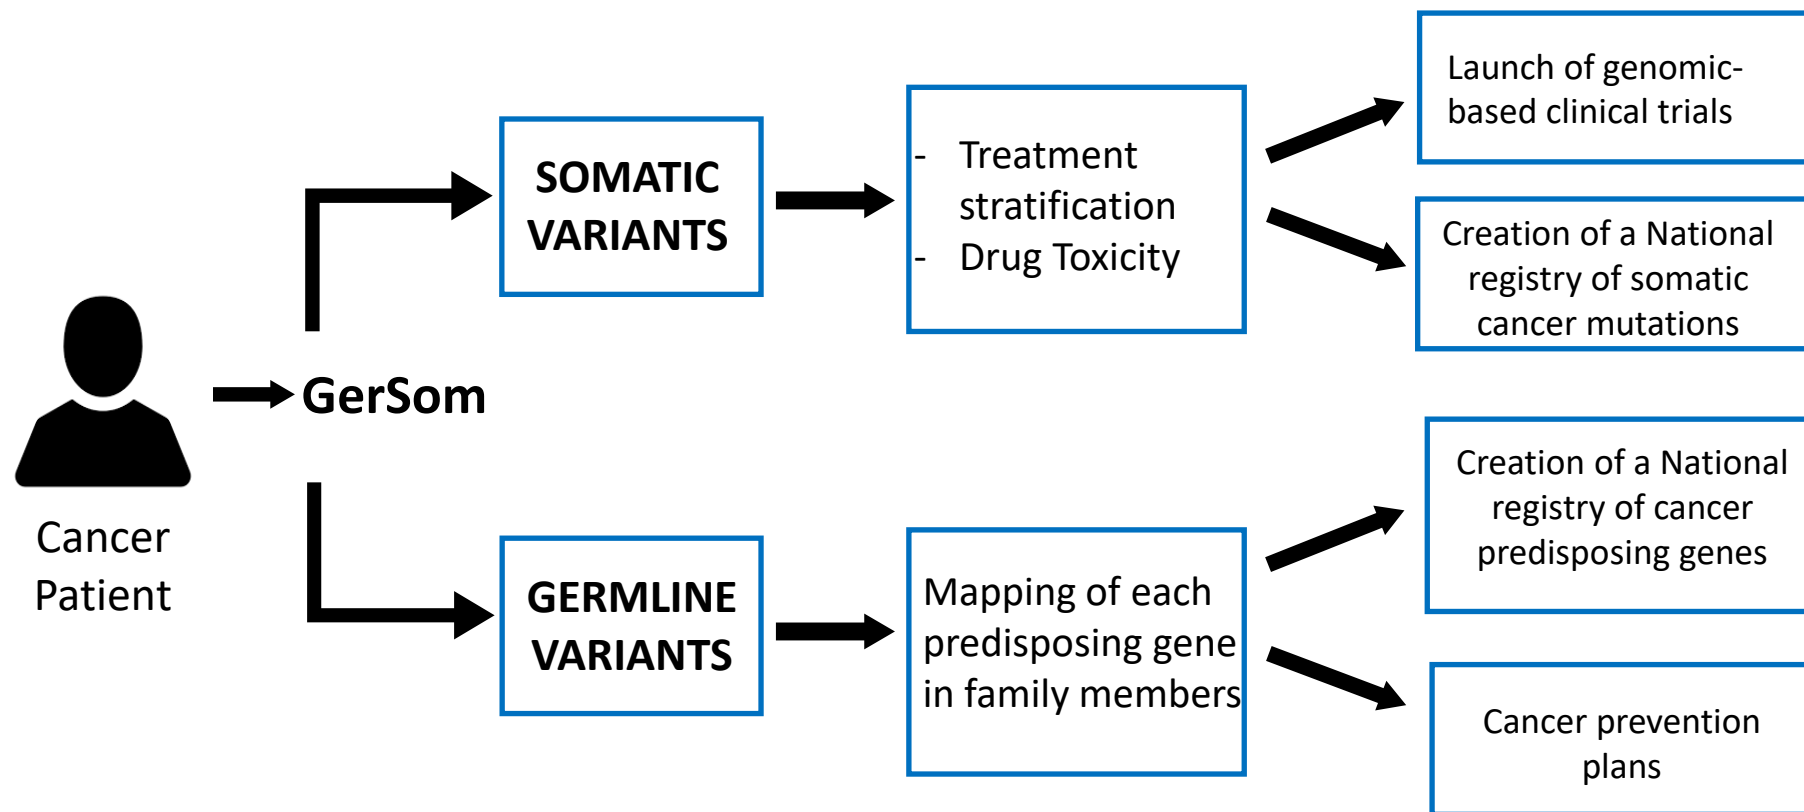 Cancer
Patient
GerSom
SOMATIC
VARIANTS
- Treatment
stratification
- Drug Toxicity
Launch of genomic-
based clinical trials
Creation of a National
registry of somatic
cancer mutations
GERMLINE
VARIANTS
Mapping of each
predisposing gene
in family members
Creation of a National
registry of cancer
predisposing genes
Cancer prevention
plans